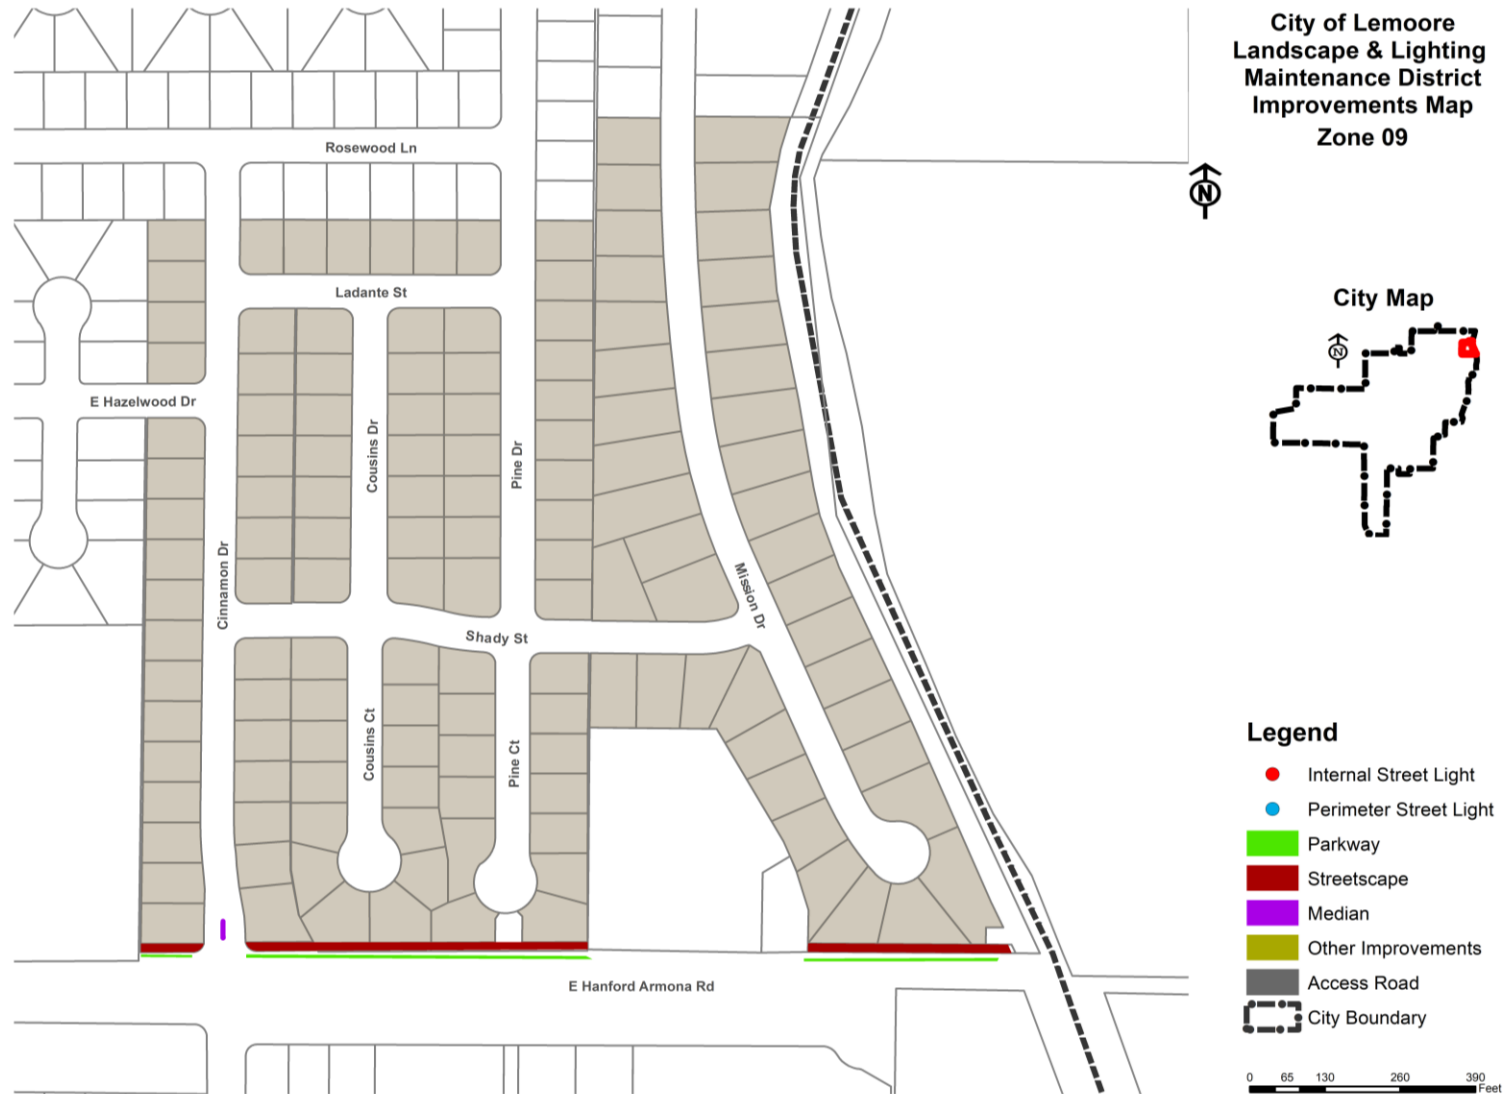 City of Lemoore
Landscape & Lighting
Maintenance District
Improvements Map
Zone 09
N
City Map
N
Rosewood Ln
Ladante St
E Hazelwood Dr
Cousins Dr
Pine Dr
Cinnamon Dr
Mission Dr
Shady St
Cousins Ct
Pine Ct
E Hanford Armona Rd
Legend
Internal Street Light
Perimeter Street Light
Parkway
Streetscape
Median
Other Improvements
Access Road
City Boundary
0 65 130 260 390
Feet